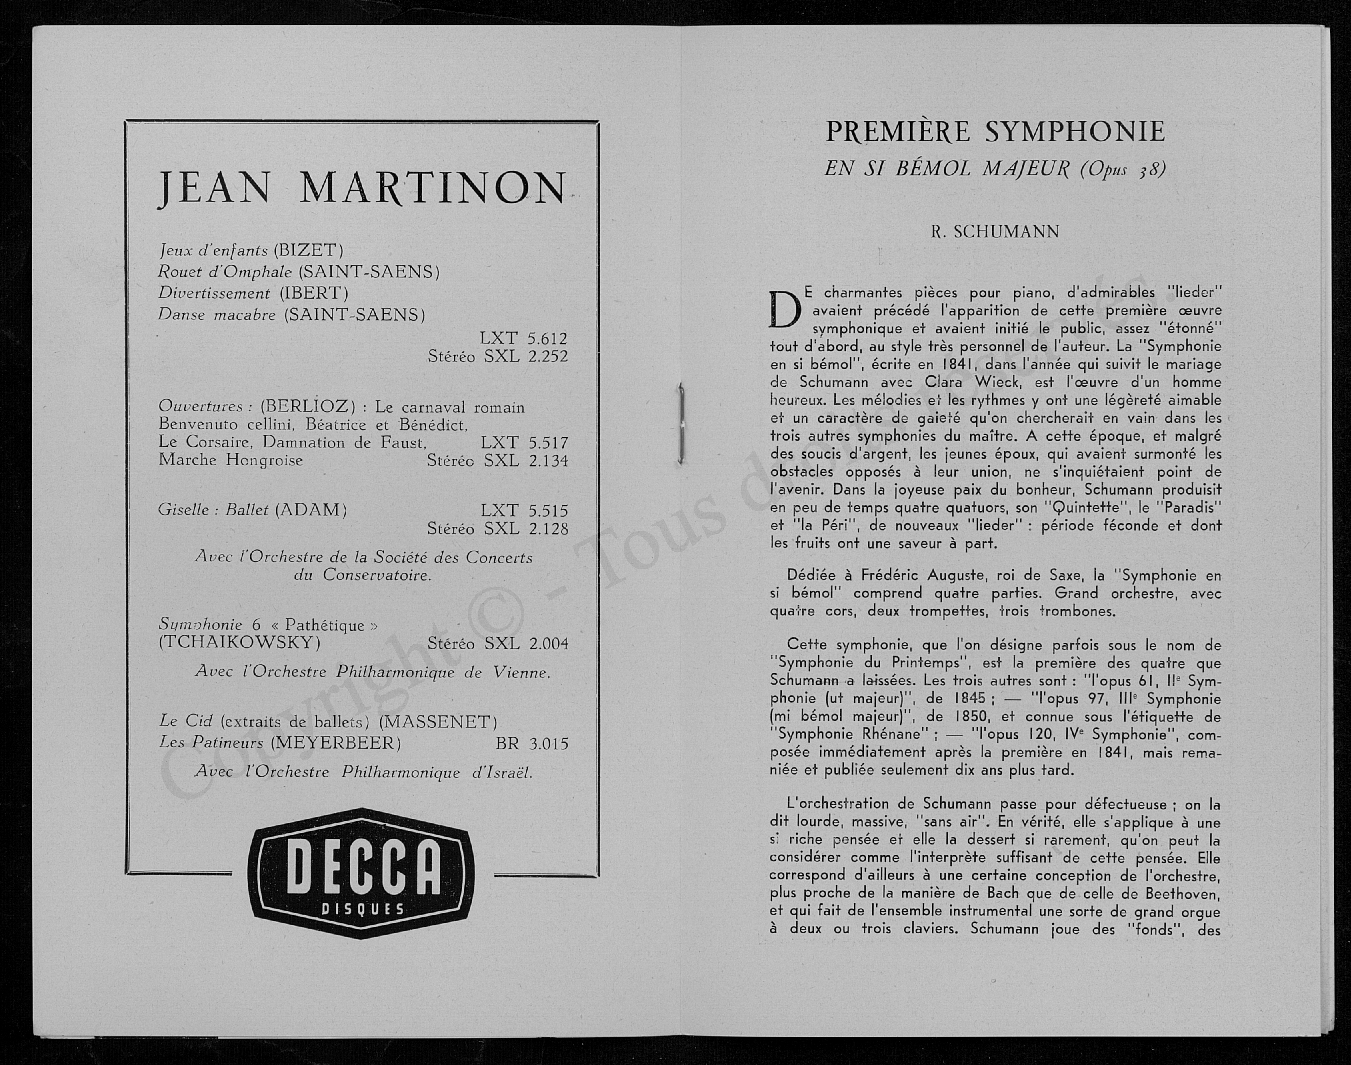 JEAN MARTINON
Jeux d'enfants (BIZET)
Rouet d'Omphale (SAINT-SAENS)
Divertissement (IBERT)
Danse macabre (SAINT-SAENS)
LXT 5.612
Stéréo SXL 2.252
Ouvertures : (BERLIOZ) : Le carnaval romain
Benvenuto cellini, Béatrice et Bénédict,
Le Corsaire, Damnation de Faust, LXT 5.517
Marche Hongroise Stéréo SXL 2.134
Giselle : Ballet (ADAM) LXT 5.515
Stéréo SXL 2.128
Avec l'Orchestre de la Société des Concerts
du Conservatoire.
Symphonie 6 « Pathétique »
(TCHAIKOWSKY) Stéréo SXL 2.004
Avec l'Orchestre Philharmonique de Vienne.
Le Cid (extraits de ballets) (MASSENET)
Les Patineurs (MEYERBEER) BR 3.015
Avec l'Orchestre Philharmonique d'Israël.
DECCA
DISQUES
PREMIÈRE SYMPHONIE
EN SI BÉMOL MAJEUR (Opus 38)
R. SCHUMANN
DE charmantes pièces pour piano, d'admirables "lieder"
avaient précédé l'apparition de cette première œuvre
symphonique et avaient initié le public, assez "étonné"
tout d'abord, au style très personnel de l'auteur. La "Symphonie
en si bémol", écrite en 1841, dans l'année qui suivit le mariage
de Schumann avec Clara Wieck, est l'œuvre d'un homme
heureux. Les mélodies et les rythmes y ont une légèreté aimable
et un caractère de gaieté qu'on chercherait en vain dans les
trois autres symphonies du maître. A cette époque, et malgré
des soucis d'argent, les jeunes époux, qui avaient surmonté les
obstacles opposés à leur union, ne s'inquiétaient point de
l'avenir. Dans la joyeuse paix du bonheur, Schumann produisit
en peu de temps quatre quatuors, son "Quintette", le "Paradis"
et "la Péri", de nouveaux "lieder" : période féconde et dont
les fruits ont une saveur à part.
Dédiée à Frédéric Auguste, roi de Saxe, la "Symphonie en
si bémol" comprend quatre parties. Grand orchestre, avec
quatre cors, deux trompettes, trois trombones.
Cette symphonie, que l'on désigne parfois sous le nom de
"Symphonie du Printemps", est la première des quatre que
Schumann a laissées. Les trois autres sont : "l'opus 61, IIe Sym-
phonie (ut majeur)", de 1845 ; — "l'opus 97, IIIe Symphonie
(mi bémol majeur)", de 1850, et connue sous l'étiquette de
"Symphonie Rhénane" ; — "l'opus 120, IVe Symphonie", com-
posée immédiatement après la première en 1841, mais rema-
niée et publiée seulement dix ans plus tard.
L'orchestration de Schumann passe pour défectueuse ; on la
dit lourde, massive, "sans air". En vérité, elle s'applique à une
si riche pensée et elle la dessert si rarement, qu'on peut la
considérer comme l'interprète suffisant de cette pensée. Elle
correspond d'ailleurs à une certaine conception de l'orchestre,
plus proche de la manière de Bach que de celle de Beethoven,
et qui fait de l'ensemble instrumental une sorte de grand orgue
à deux ou trois claviers. Schumann joue des "fonds", des
Copyright © - Tous d